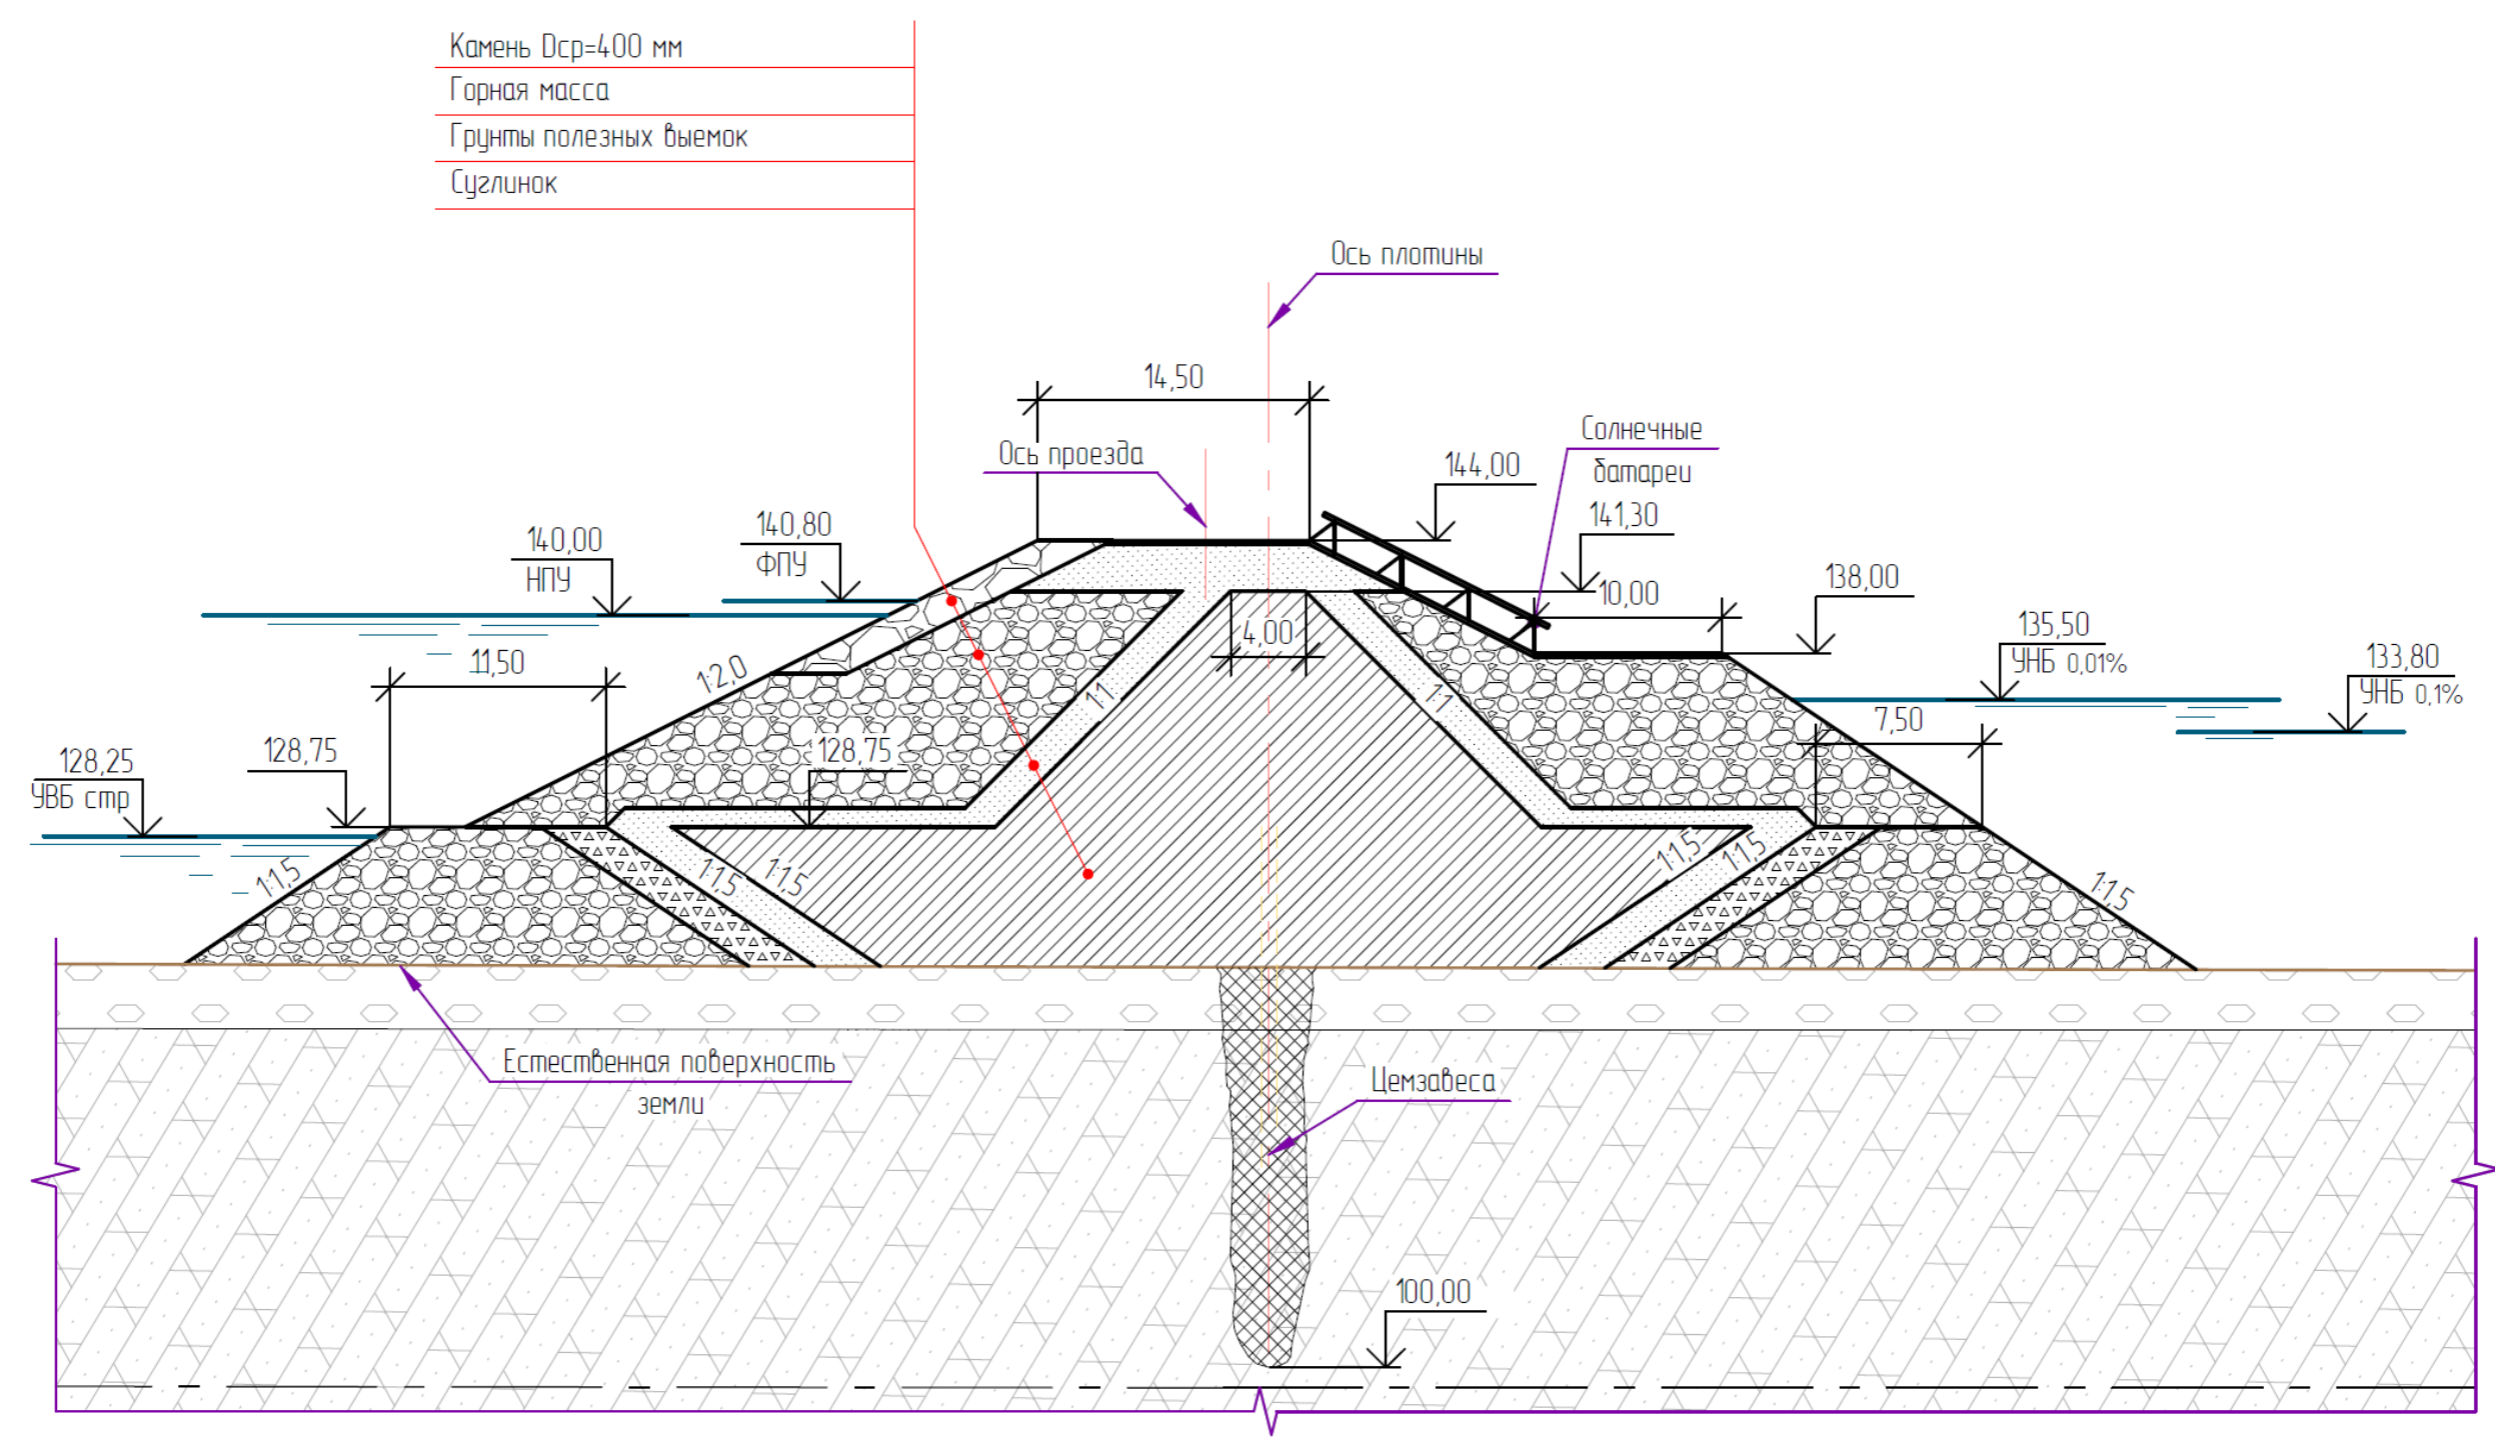 Камень Dср=400 мм
Горная масса
Грунты полезных выемок
Суглинок
Ось плотины
14,50
Ось проезда
Солнечные
батареи
144,00
141,30
140,00
НПУ
140,80
ФПУ
10,00
138,00
4,00
135,50
УНБ 0,01%
133,80
УНБ 0,1%
11,50
1:2,0
1:1
1:1
7,50
128,25
УВБ стр
128,75
128,75
1:1,5
1:1,5
1:1,5
1:1,5
1:1,5
1:1,5
Естественная поверхность
земли
Цемзавеса
100,00